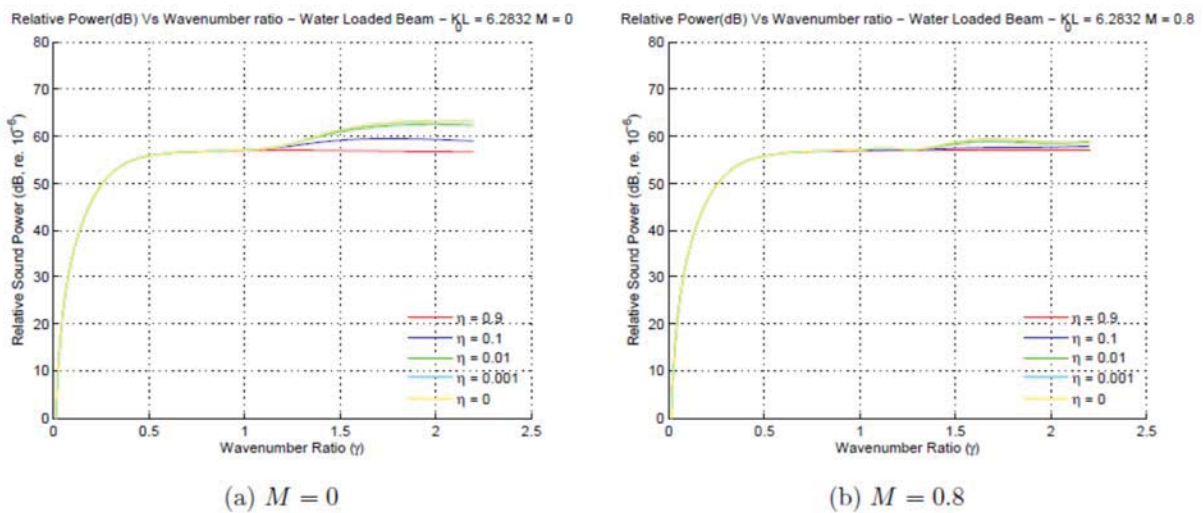 Relative Power(dB) Vs Wavenumber ratio – Water Loaded Beam – K₀L = 6.2832 M = 0
80
70
60
50
40
30
20
10
0
Relative Sound Power (dB, re. 10⁻⁶)
η = 0.9
η = 0.1
η = 0.01
η = 0.001
η = 0
0 0.5 1 1.5 2 2.5
Wavenumber Ratio (γ)
(a) M = 0
Relative Power(dB) Vs Wavenumber ratio – Water Loaded Beam – K₀L = 6.2832 M = 0.8
80
70
60
50
40
30
20
10
0
Relative Sound Power (dB, re. 10⁻⁶)
η = 0.9
η = 0.1
η = 0.01
η = 0.001
η = 0
0 0.5 1 1.5 2 2.5
Wavenumber Ratio (γ)
(b) M = 0.8